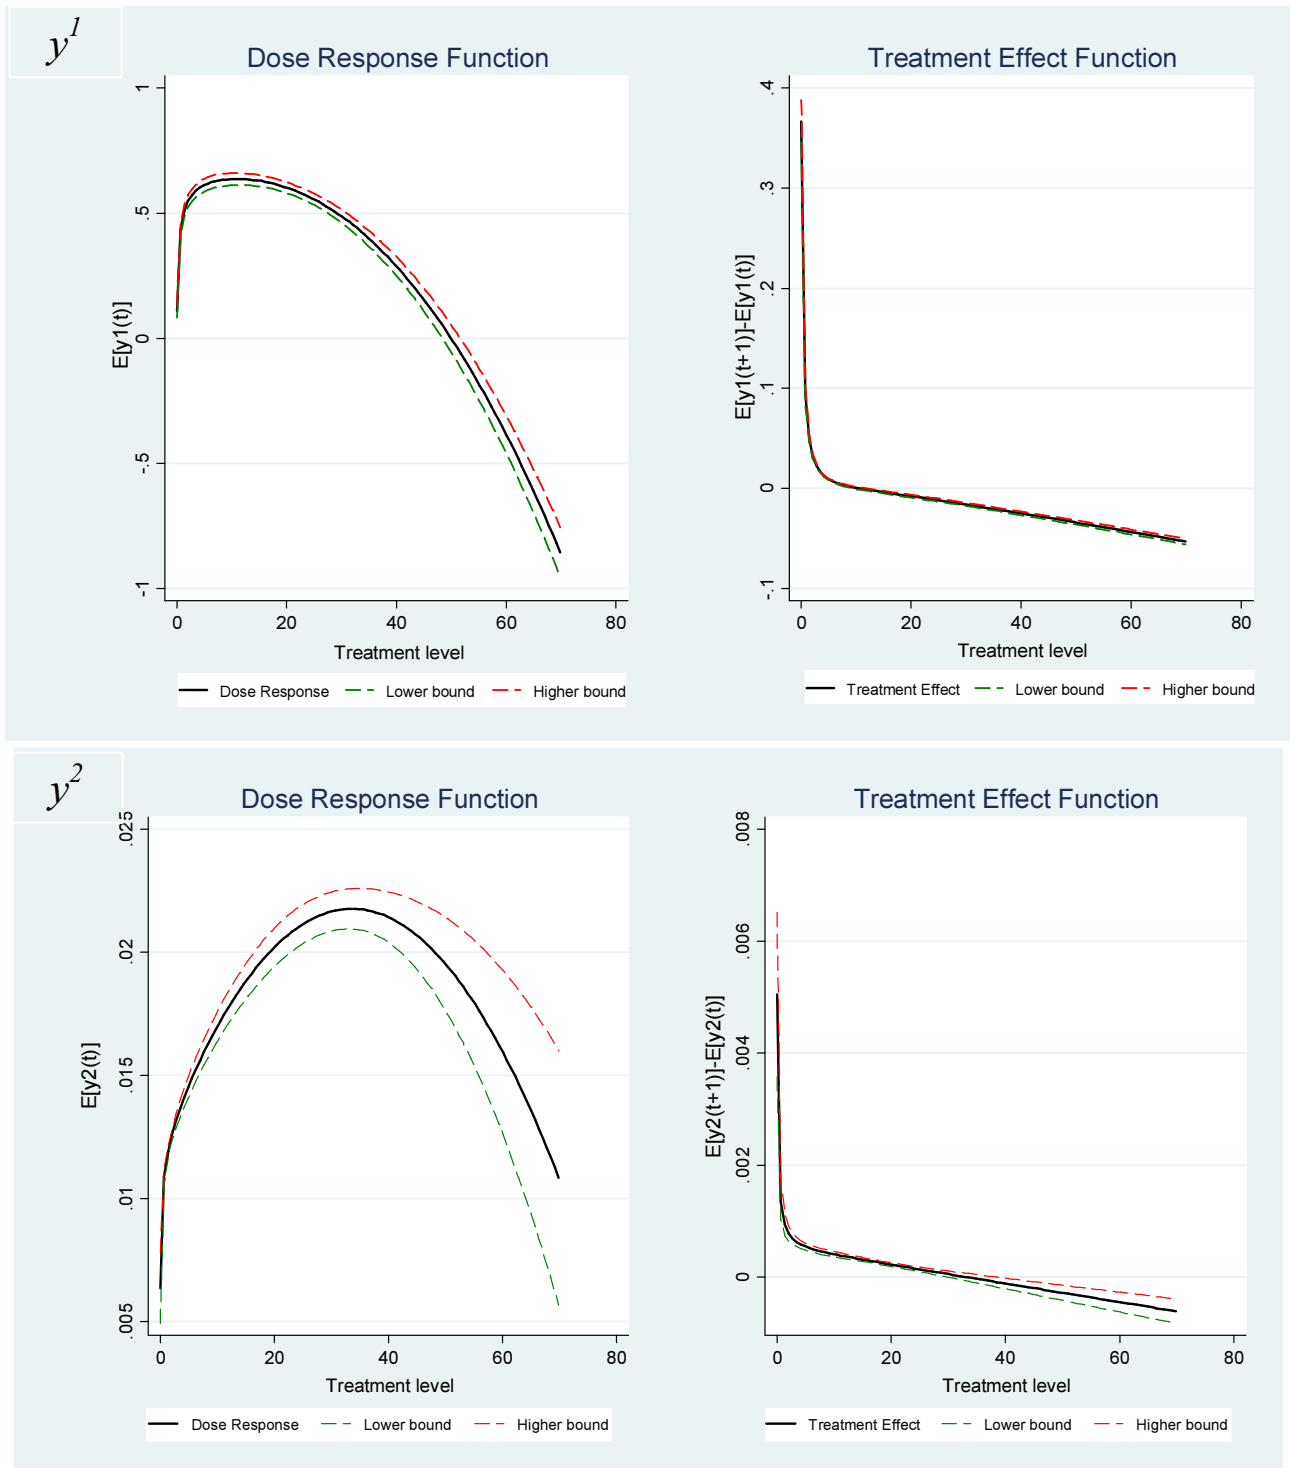 y¹
Dose Response Function
Treatment Effect Function
1
.5
0
-.5
-1
E[y1(t)]
0 20 40 60 80
Treatment level
Dose Response Lower bound Higher bound
.4
.3
.2
.1
0
-.1
E[y1(t+1)]-E[y1(t)]
0 20 40 60 80
Treatment level
Treatment Effect Lower bound Higher bound
y²
Dose Response Function
Treatment Effect Function
.025
.02
.015
.01
.005
E[y2(t)]
0 20 40 60 80
Treatment level
Dose Response Lower bound Higher bound
.008
.006
.004
.002
0
E[y2(t+1)]-E[y2(t)]
0 20 40 60 80
Treatment level
Treatment Effect Lower bound Higher bound